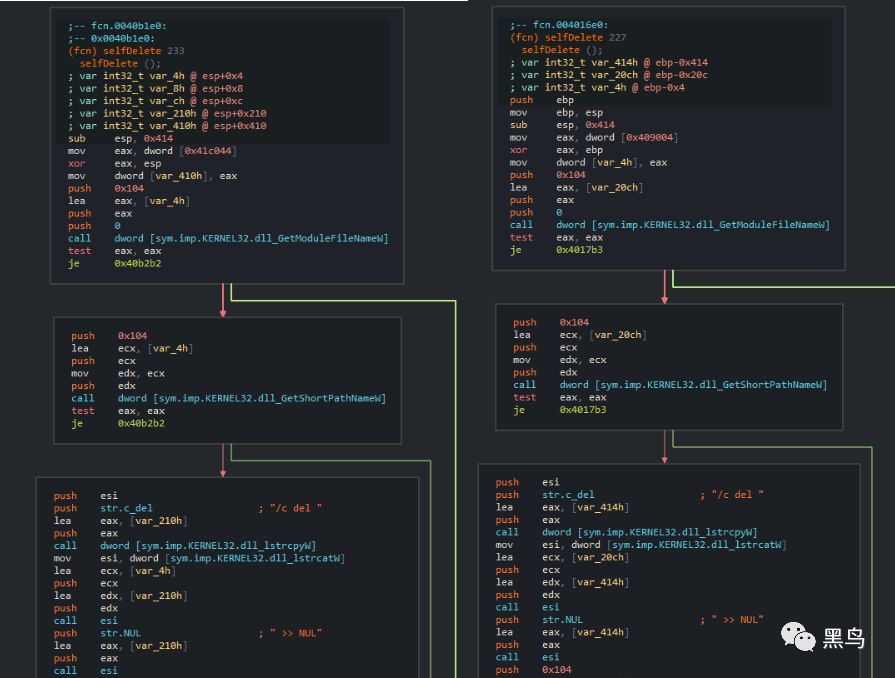 ;-- fcn.0040b1e0:
;-- 0x0040b1e0:
(fcn) selfDelete 233
selfDelete ();
; var int32_t var_4h @ esp+0x4
; var int32_t var_8h @ esp+0x8
; var int32_t var_ch @ esp+0xc
; var int32_t var_210h @ esp+0x210
; var int32_t var_410h @ esp+0x410
sub esp, 0x414
mov eax, dword [0x41c044]
xor eax, esp
mov dword [var_410h], eax
push 0x104
lea eax, [var_4h]
push eax
push 0
call dword [sym.imp.KERNEL32.dll_GetModuleFileNameW]
test eax, eax
je 0x40b2b2
push 0x104
lea ecx, [var_4h]
push ecx
mov edx, ecx
push edx
call dword [sym.imp.KERNEL32.dll_GetShortPathNameW]
test eax, eax
je 0x40b2b2
push esi
push str.c_del ; "/c del "
lea eax, [var_210h]
push eax
call dword [sym.imp.KERNEL32.dll_lstrcpyW]
mov esi, dword [sym.imp.KERNEL32.dll_lstrcatW]
lea ecx, [var_4h]
push ecx
lea edx, [var_210h]
push edx
call esi
push str.NUL ; " >> NUL"
lea eax, [var_210h]
push eax
call esi
;-- fcn.004016e0:
(fcn) selfDelete 227
selfDelete ();
; var int32_t var_414h @ ebp-0x414
; var int32_t var_20ch @ ebp-0x20c
; var int32_t var_4h @ ebp-0x4
push ebp
mov ebp, esp
sub esp, 0x414
mov eax, dword [0x409004]
xor eax, ebp
mov dword [var_4h], eax
push 0x104
lea eax, [var_20ch]
push eax
push 0
call dword [sym.imp.KERNEL32.dll_GetModuleFileNameW]
test eax, eax
je 0x4017b3
push 0x104
lea ecx, [var_20ch]
push ecx
mov edx, ecx
push edx
call dword [sym.imp.KERNEL32.dll_GetShortPathNameW]
test eax, eax
je 0x4017b3
push esi
push str.c_del ; "/c del "
lea eax, [var_414h]
push eax
call dword [sym.imp.KERNEL32.dll_lstrcpyW]
mov esi, dword [sym.imp.KERNEL32.dll_lstrcatW]
lea ecx, [var_20ch]
push ecx
lea edx, [var_414h]
push edx
call esi
push str.NUL ; " >> NUL"
lea eax, [var_414h]
push eax
call esi
push 0x104
黑鸟